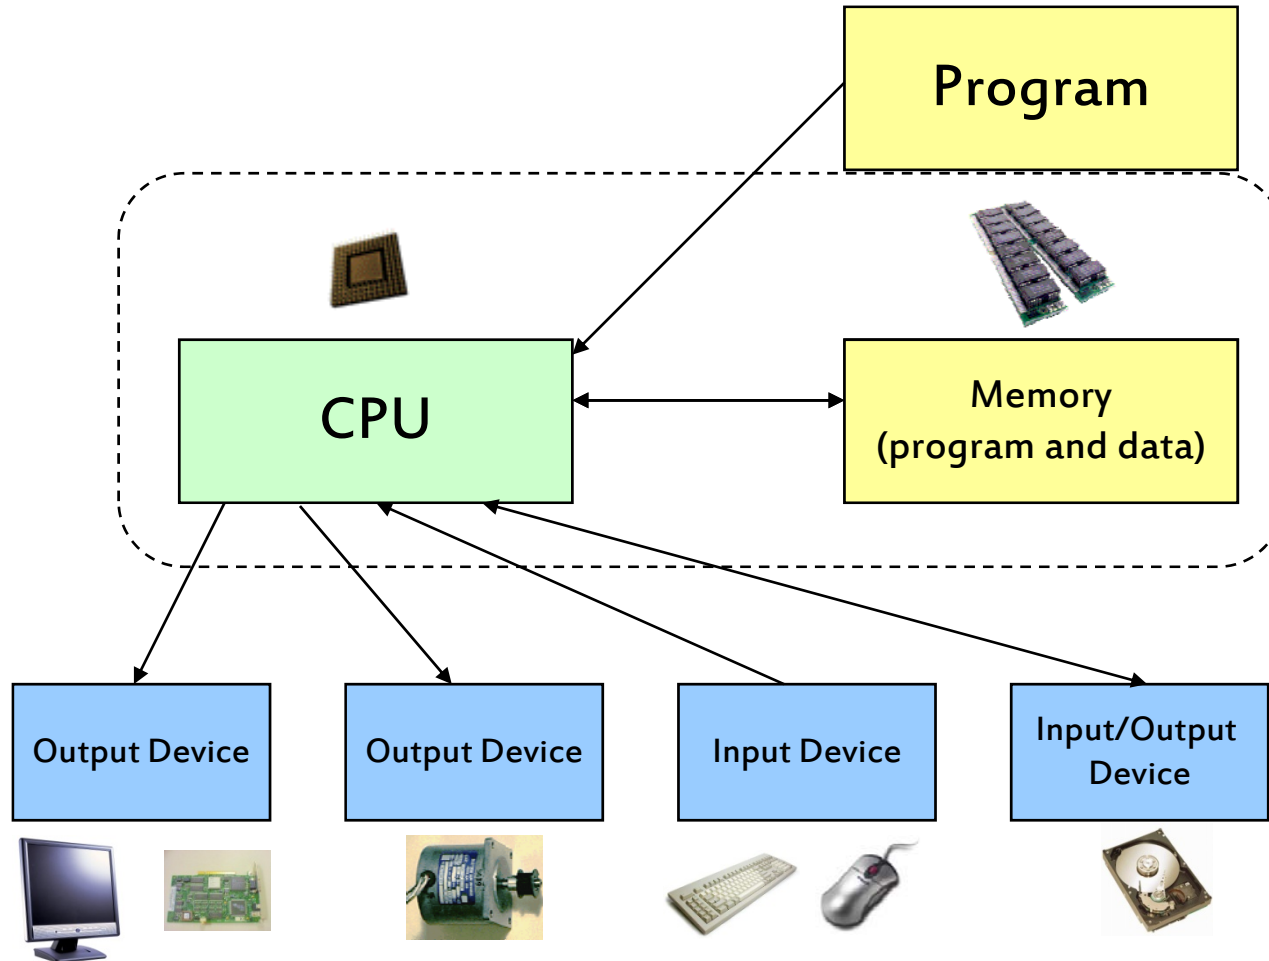 Program
CPU
Memory
(program and data)
Output Device
Output Device
Input Device
Input/Output
Device